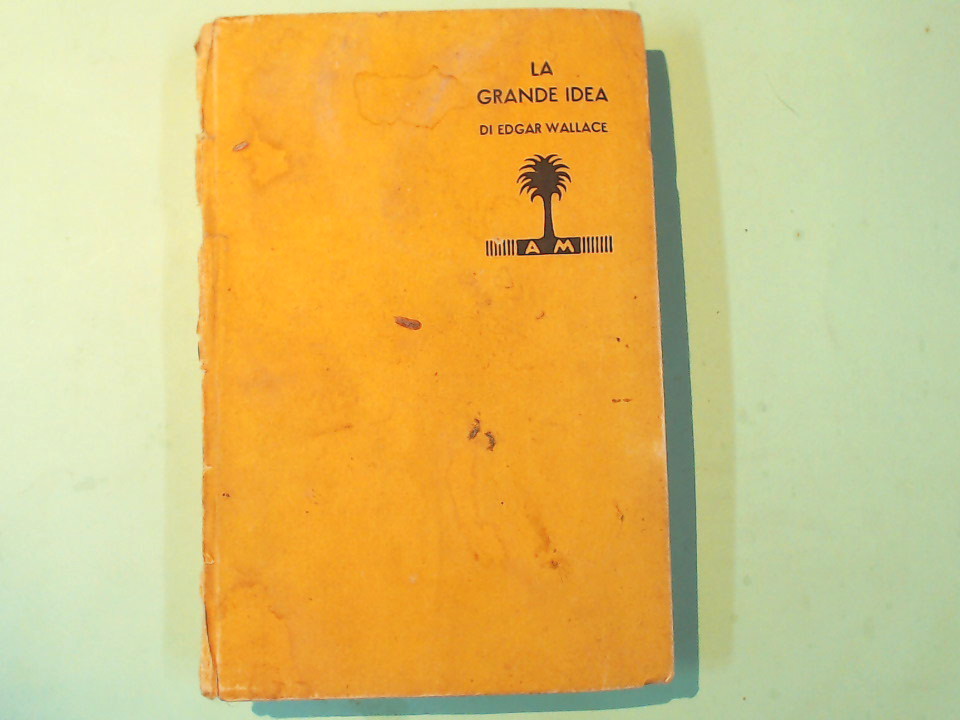 LA
GRANDE IDEA
DI EDGAR WALLACE
A M